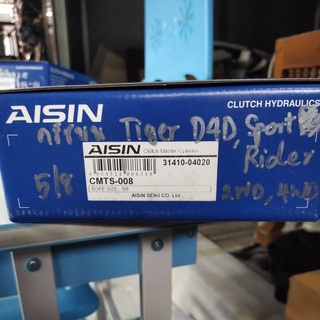 AISIN
CLUTCH HYDRAULICS
Tiger D4D, Sport
Rider
5/8
2WD, 4WD
AISIN Clutch Master Cylinder
31410-04020
CMTS-008
BORE SIZE, 5/8
AISIN SEIKI CO., Ltd.